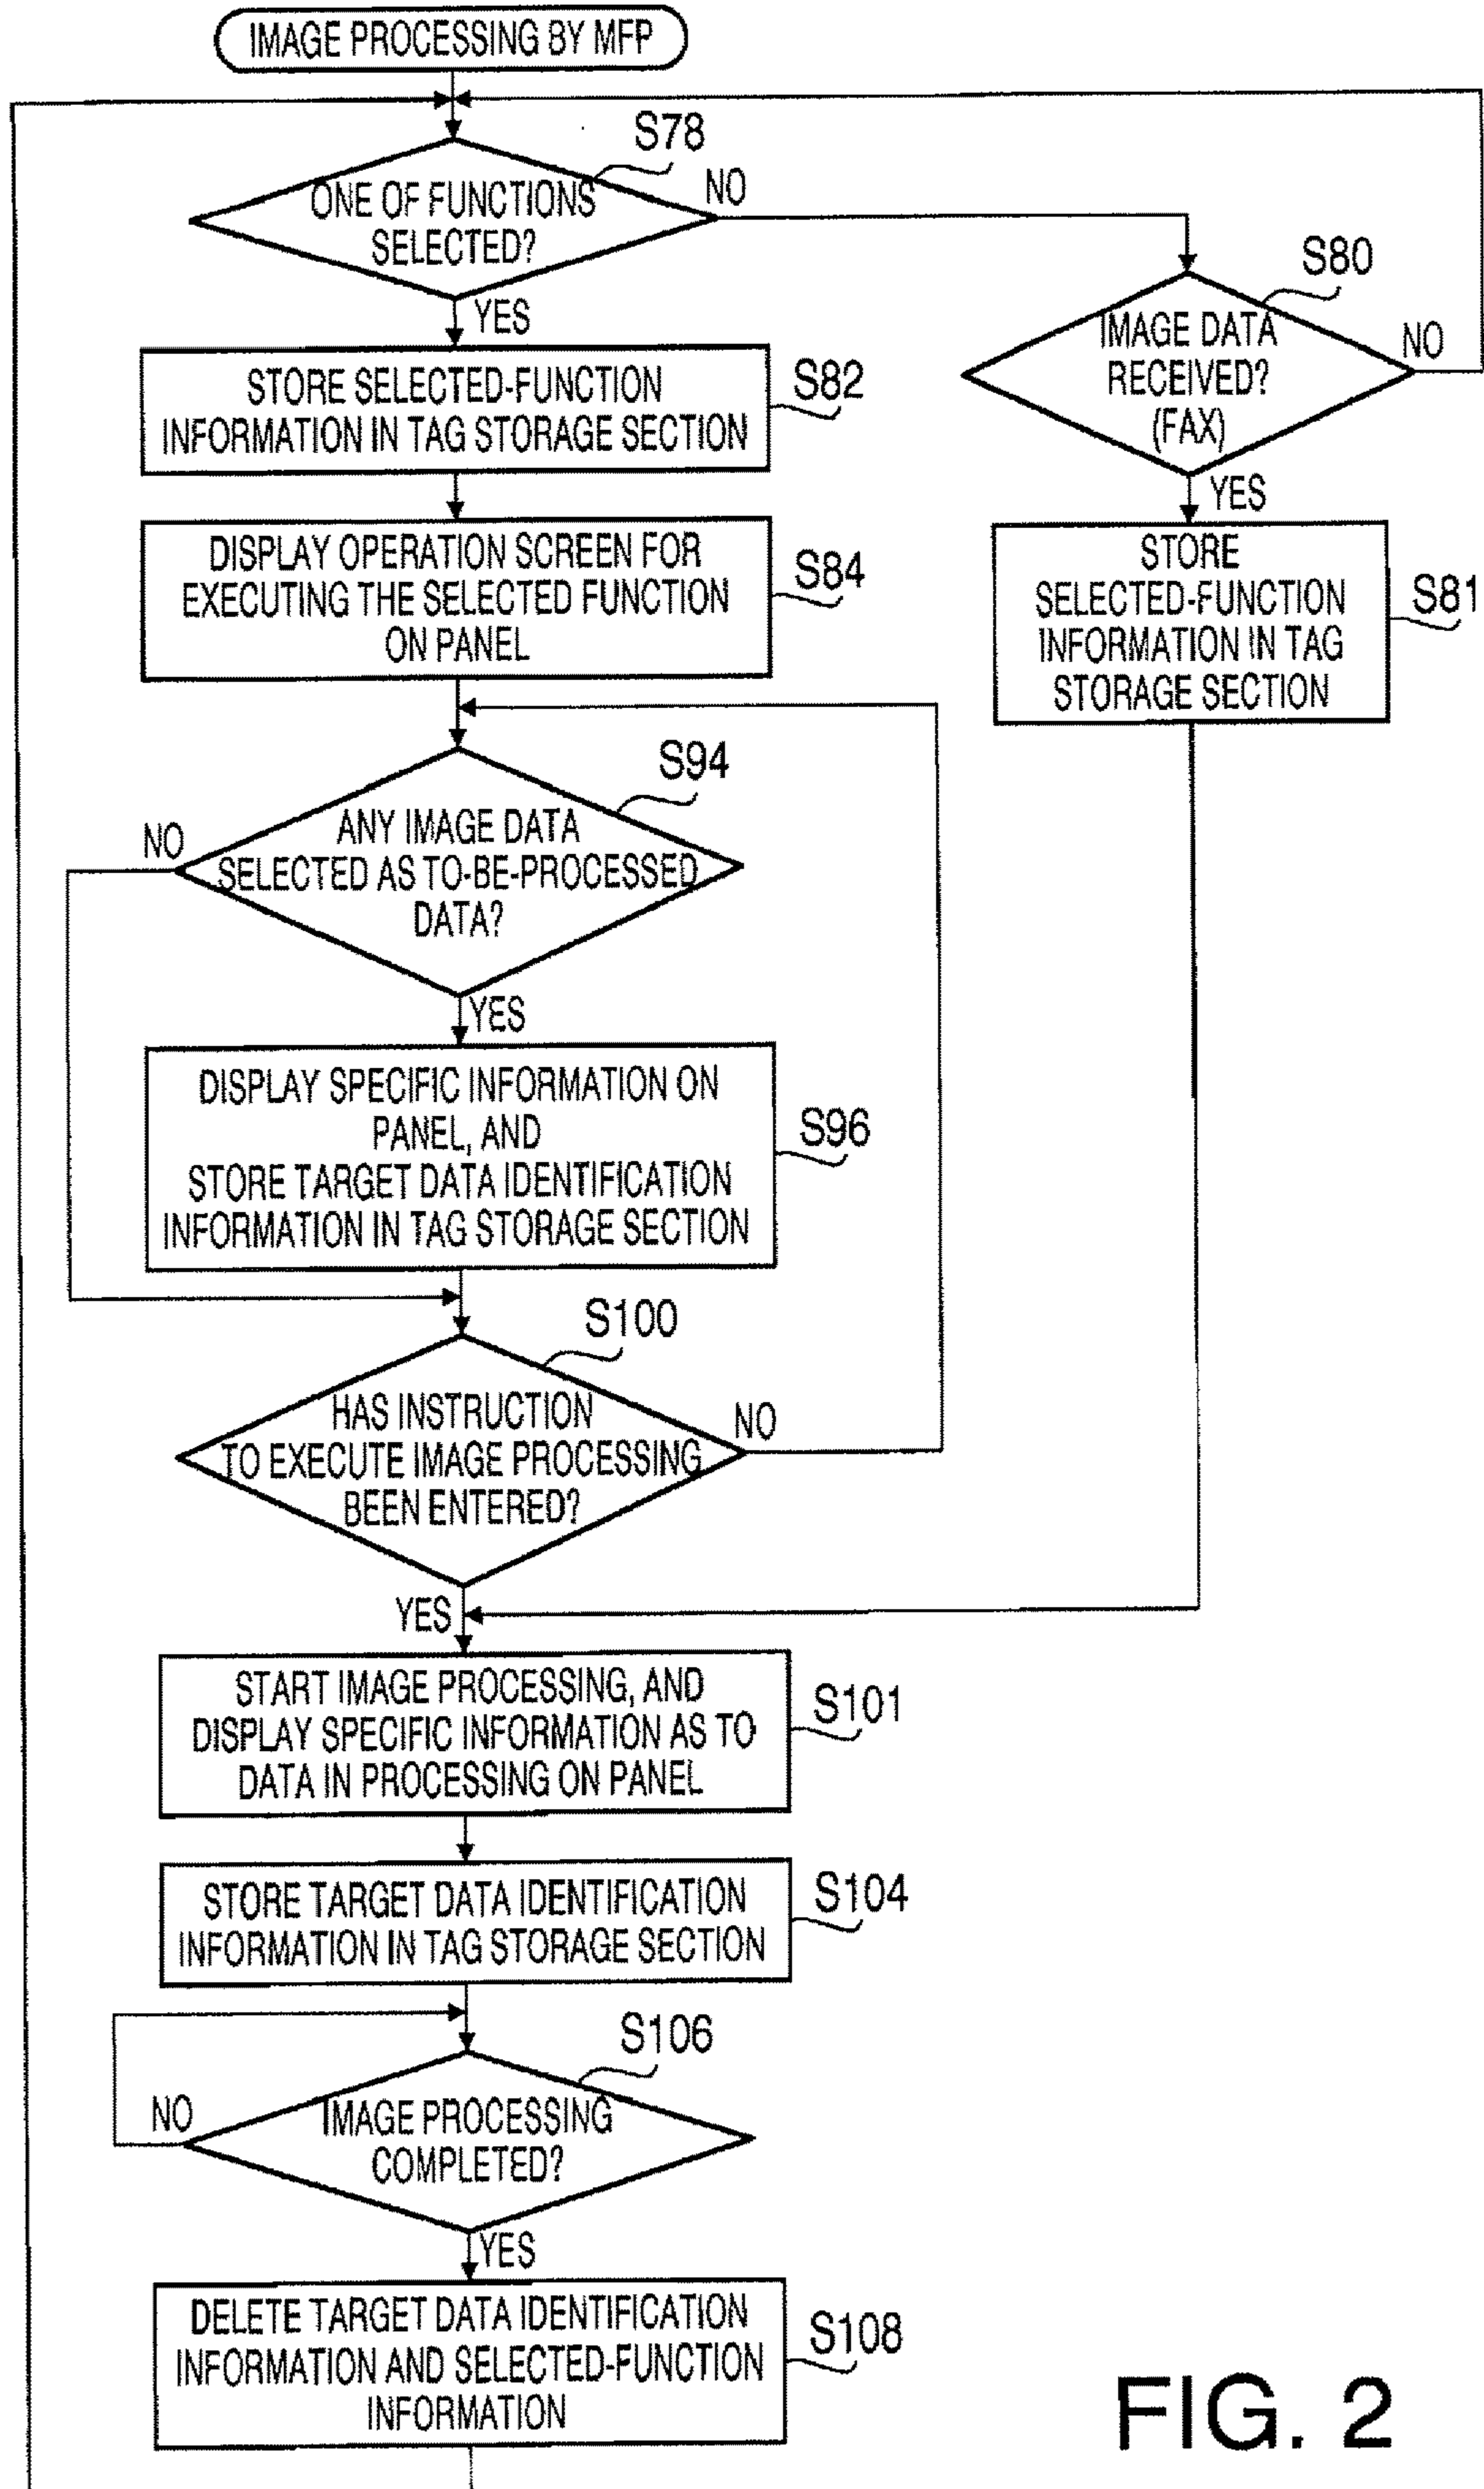 IMAGE PROCESSING BY MFP
S78
ONE OF FUNCTIONS
SELECTED?
NO
YES
S80
IMAGE DATA
RECEIVED?
(FAX)
NO
YES
STORE SELECTED-FUNCTION
INFORMATION IN TAG STORAGE SECTION
S82
STORE
SELECTED-FUNCTION
INFORMATION IN TAG
STORAGE SECTION
S81
DISPLAY OPERATION SCREEN FOR
EXECUTING THE SELECTED FUNCTION
ON PANEL
S84
S94
ANY IMAGE DATA
SELECTED AS TO-BE-PROCESSED
DATA?
NO
YES
DISPLAY SPECIFIC INFORMATION ON
PANEL, AND
STORE TARGET DATA IDENTIFICATION
INFORMATION IN TAG STORAGE SECTION
S96
S100
HAS INSTRUCTION
TO EXECUTE IMAGE PROCESSING
BEEN ENTERED?
NO
YES
START IMAGE PROCESSING, AND
DISPLAY SPECIFIC INFORMATION AS TO
DATA IN PROCESSING ON PANEL
S101
STORE TARGET DATA IDENTIFICATION
INFORMATION IN TAG STORAGE SECTION
S104
S106
IMAGE PROCESSING
COMPLETED?
NO
YES
DELETE TARGET DATA IDENTIFICATION
INFORMATION AND SELECTED-FUNCTION
INFORMATION
S108
FIG. 2